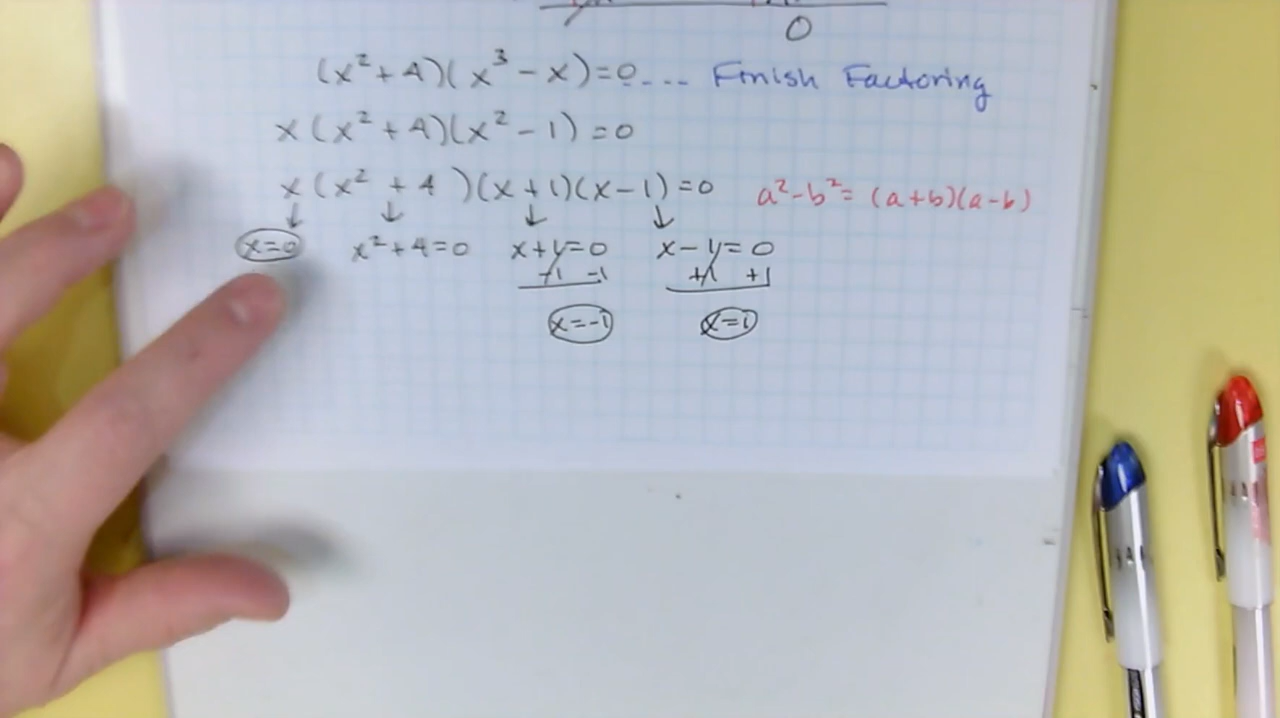 0
(x² + 4)(x³ - x) = 0... Finish Factoring
x(x² + 4)(x² - 1) = 0
x(x² + 4)(x + 1)(x - 1) = 0 a² - b² = (a + b)(a - b)
↓ ↓ ↓ ↓
x = 0 x² + 4 = 0 x + 1 = 0 x - 1 = 0
-1 -1 +1 +1
x = -1 x = 1